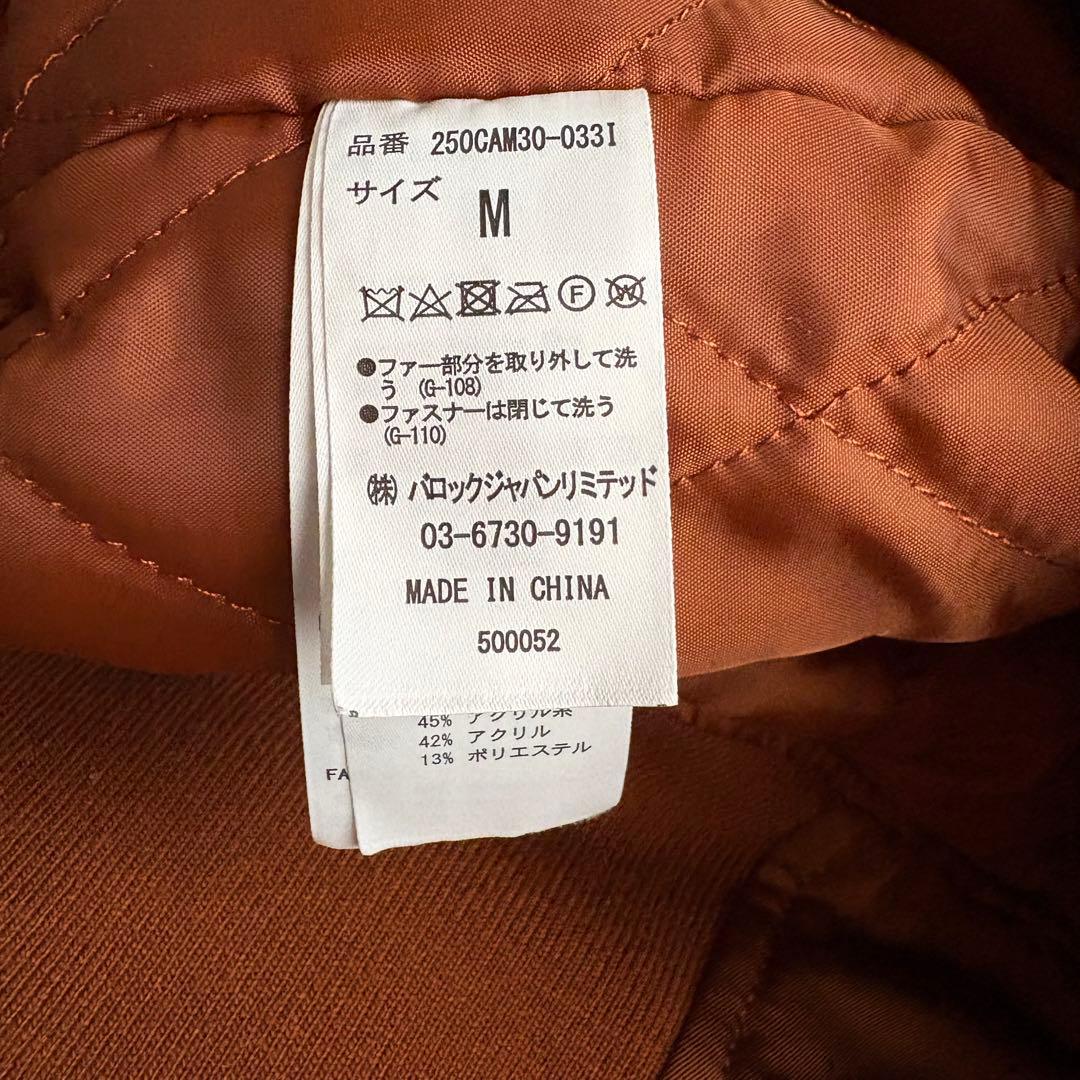 品番 250CAM30-033I
サイズ
M
F
W
●ファー部分を取り外して洗
う (G-108)
●ファスナーは閉じて洗う
(G-110)
㈱ バロックジャパンリミテッド
03-6730-9191
MADE IN CHINA
500052
45% アクリル系
42% アクリル
13% ポリエステル
FA